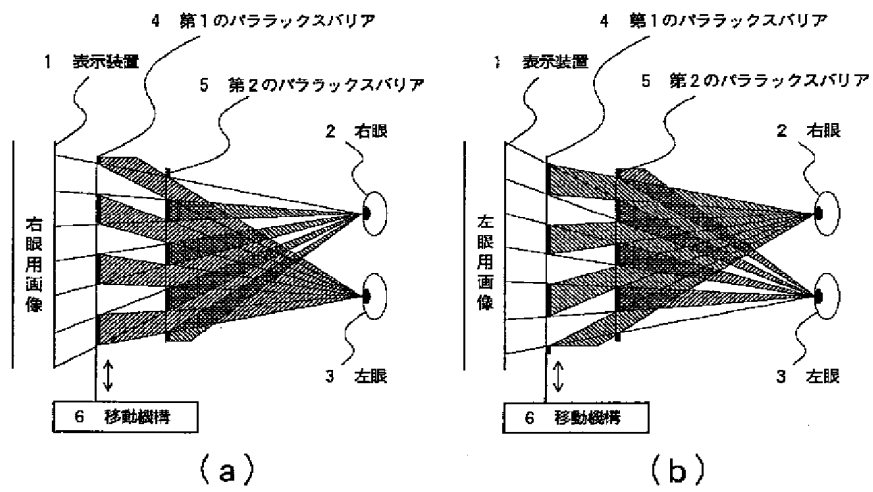 4 第1のパララックスバリア
1 表示装置
5 第2のパララックスバリア
2 右眼
右眼用画像
3 左眼
6 移動機構
(a)
4 第1のパララックスバリア
1 表示装置
5 第2のパララックスバリア
2 右眼
左眼用画像
3 左眼
6 移動機構
(b)